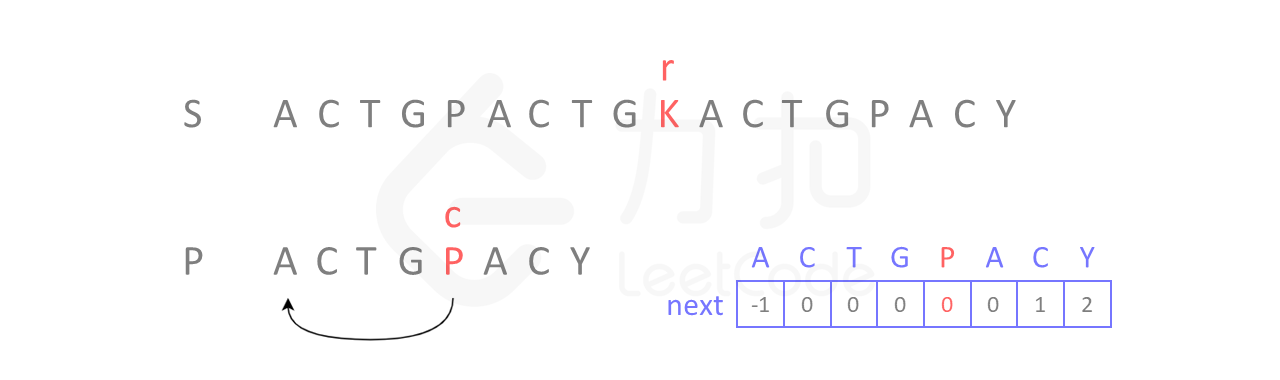 r
S A C T G P A C T G K A C T G P A C Y
c
P A C T G P A C Y
A C T G P A C Y
next -1 0 0 0 0 0 1 2
力扣
LeetCode